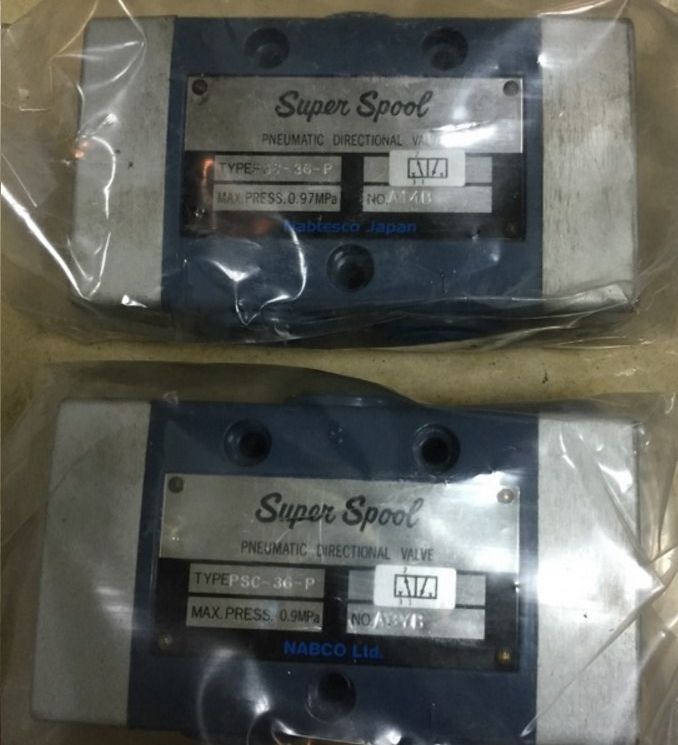 Super Spool
PNEUMATIC DIRECTIONAL VALVE
TYPE
MAX.PRESS.0.97MPa NO.A14B
Nabtesco Japan
Super Spool
PNEUMATIC DIRECTIONAL VALVE
TYPE PSC-36-P
MAX.PRESS. 0.9MPa NO.
NABCO Ltd.